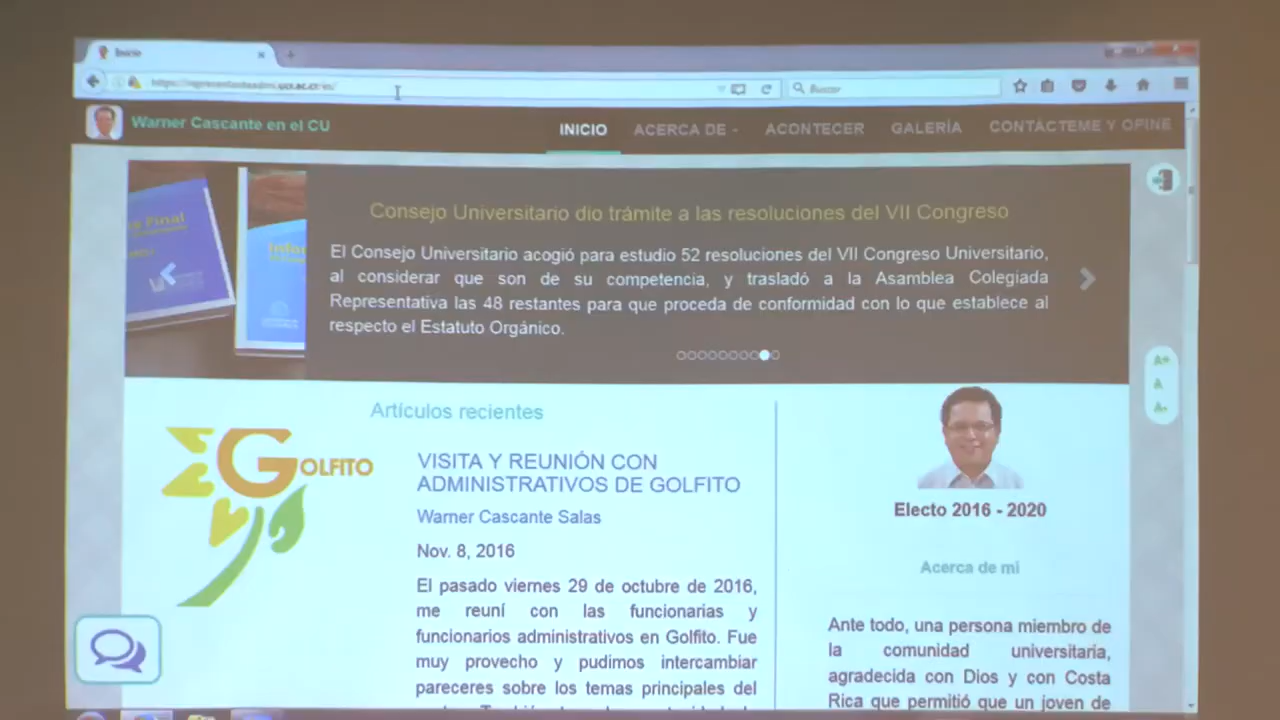 Inicio
Buscar
Warner Cascante en el CU
INICIO
ACERCA DE
ACONTECER
GALERÍA
CONTÁCTEME Y OPINE
Consejo Universitario dio trámite a las resoluciones del VII Congreso
El Consejo Universitario acogió para estudio 52 resoluciones del VII Congreso Universitario,
al considerar que son de su competencia, y trasladó a la Asamblea Colegiada
Representativa las 48 restantes para que proceda de conformidad con lo que establece al
respecto el Estatuto Orgánico.
Final
A+
A
A-
Artículos recientes
GOLFITO
VISITA Y REUNIÓN CON
ADMINISTRATIVOS DE GOLFITO
Warner Cascante Salas
Nov. 8, 2016
El pasado viernes 29 de octubre de 2016,
me reuní con las funcionarias y
funcionarios administrativos en Golfito. Fue
muy provecho y pudimos intercambiar
pareceres sobre los temas principales del
Electo 2016 - 2020
Acerca de mi
Ante todo, una persona miembro de
la comunidad universitaria,
agradecida con Dios y con Costa
Rica que permitió que un joven de